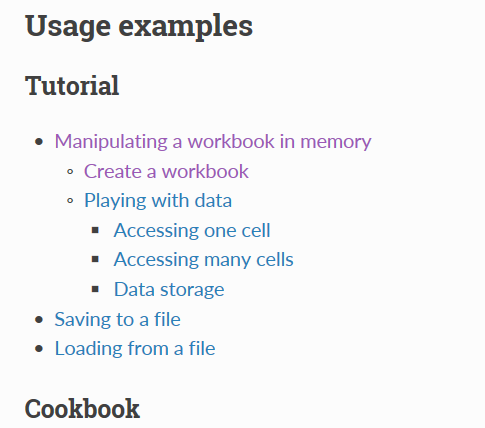 Usage examples
Tutorial
Manipulating a workbook in memory
Create a workbook
Playing with data
Accessing one cell
Accessing many cells
Data storage
Saving to a file
Loading from a file
Cookbook